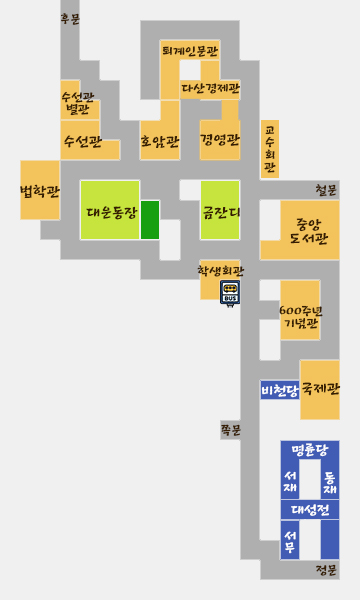 후문
퇴계인문관
다산경제관
수선관
별관
수선관
호암관
경영관
교수회관
법학관
쪽문
대운동장
금잔디
중앙
도서관
철문
학생회관
BUS
600주년
기념관
비천당
국제관
명륜당
서재
동재
대성전
서무
정문